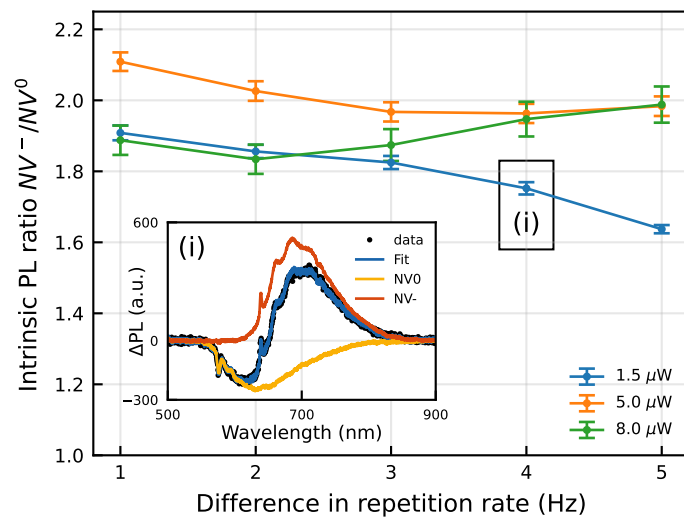 Intrinsic PL ratio NV⁻/NV⁰
2.2
2.0
1.8
1.6
1.4
1.2
1.0
1
2
3
4
5
Difference in repetition rate (Hz)
(i)
1.5 μW
5.0 μW
8.0 μW
(i)
ΔPL (a.u.)
600
0
−300
500
700
900
Wavelength (nm)
data
Fit
NV0
NV-